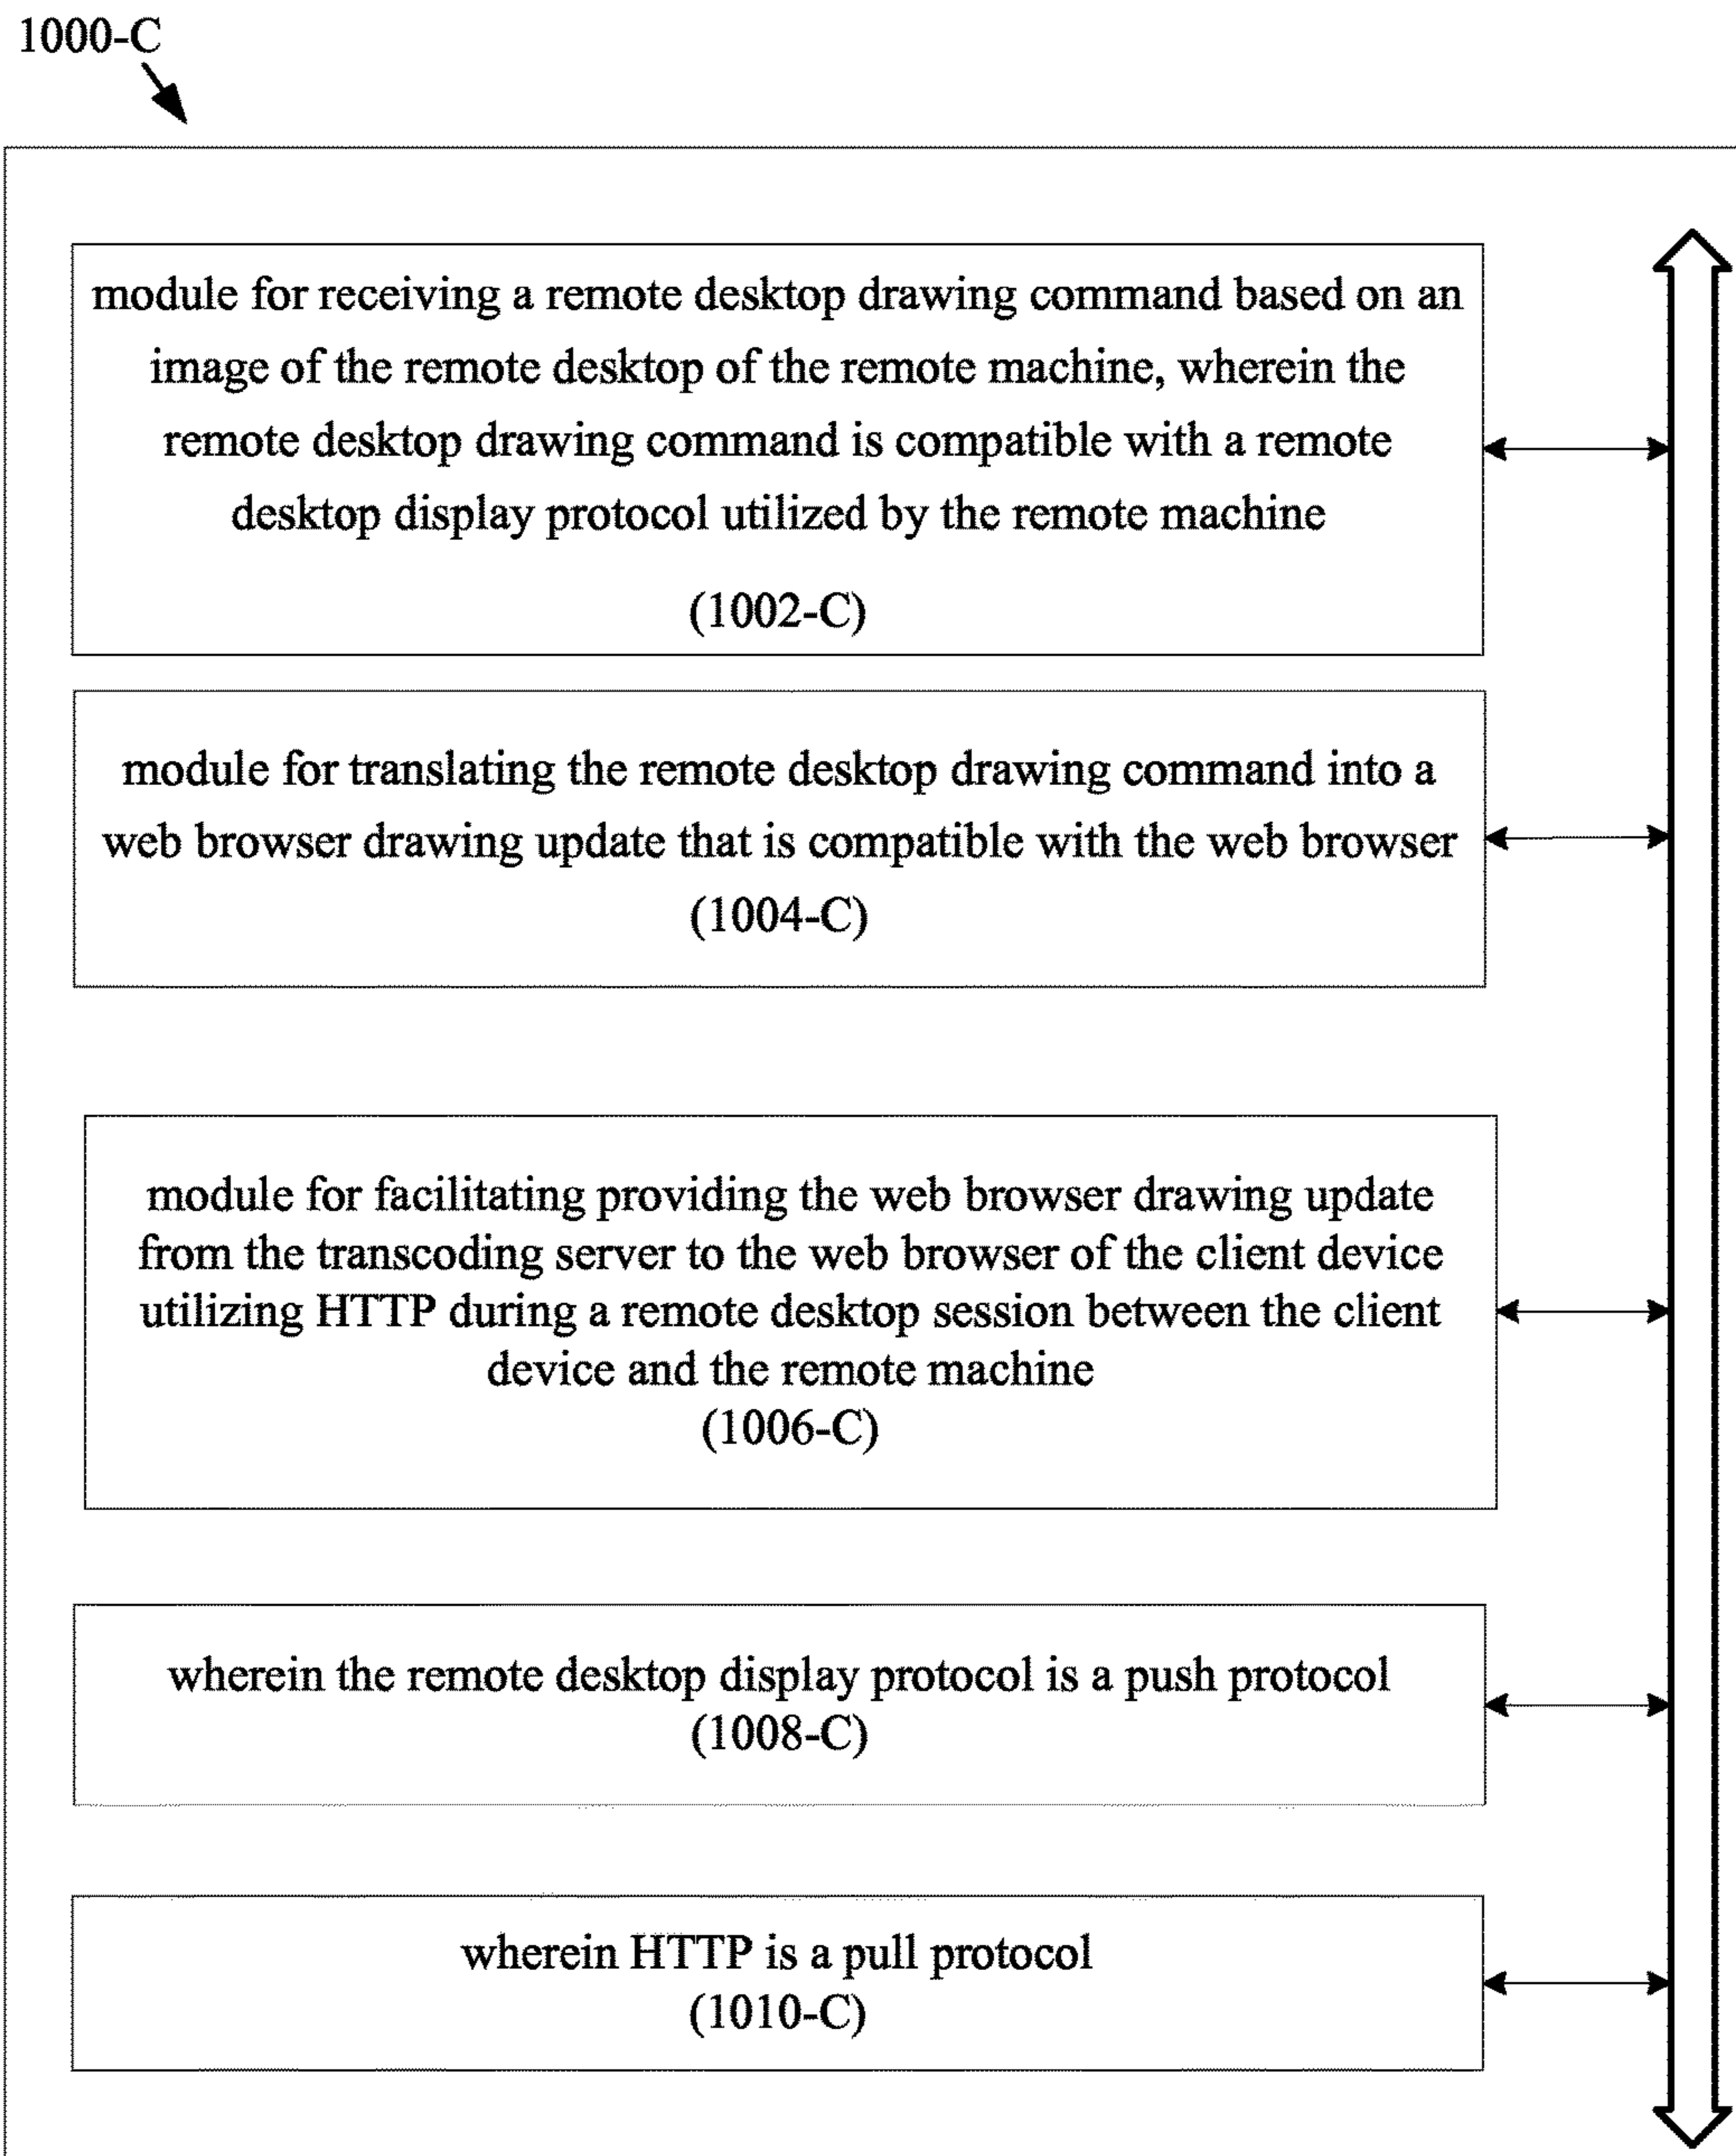 1000-C
module for receiving a remote desktop drawing command based on an
image of the remote desktop of the remote machine, wherein the
remote desktop drawing command is compatible with a remote
desktop display protocol utilized by the remote machine
(1002-C)
module for translating the remote desktop drawing command into a
web browser drawing update that is compatible with the web browser
(1004-C)
module for facilitating providing the web browser drawing update
from the transcoding server to the web browser of the client device
utilizing HTTP during a remote desktop session between the client
device and the remote machine
(1006-C)
wherein the remote desktop display protocol is a push protocol
(1008-C)
wherein HTTP is a pull protocol
(1010-C)